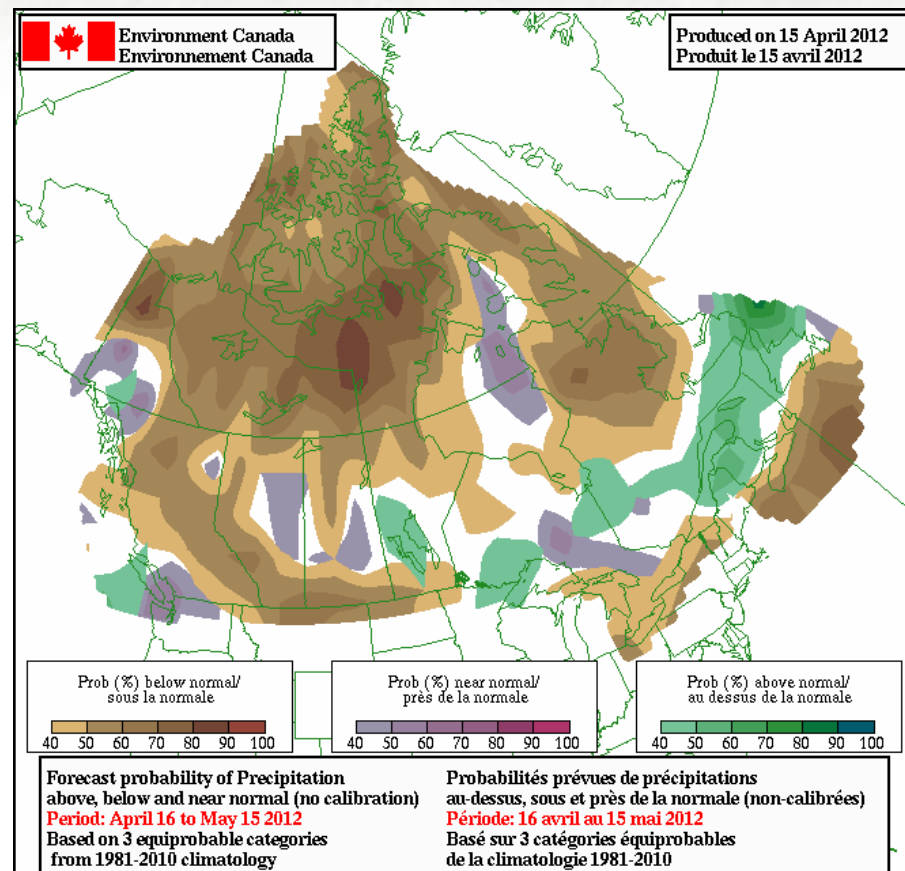 Environment Canada
Environnement Canada
Produced on 15 April 2012
Produit le 15 avril 2012
Prob (%) below normal/
sous la normale
40 50 60 70 80 90 100
Prob (%) near normal/
près de la normale
40 50 60 70 80 90 100
Prob (%) above normal/
au dessus de la normale
40 50 60 70 80 90 100
Forecast probability of Precipitation
above, below and near normal (no calibration)
Period: April 16 to May 15 2012
Based on 3 equiprobable categories
from 1981-2010 climatology
Probabilités prévues de précipitations
au-dessus, sous et près de la normale (non-calibrées)
Période: 16 avril au 15 mai 2012
Basé sur 3 catégories équiprobables
de la climatologie 1981-2010